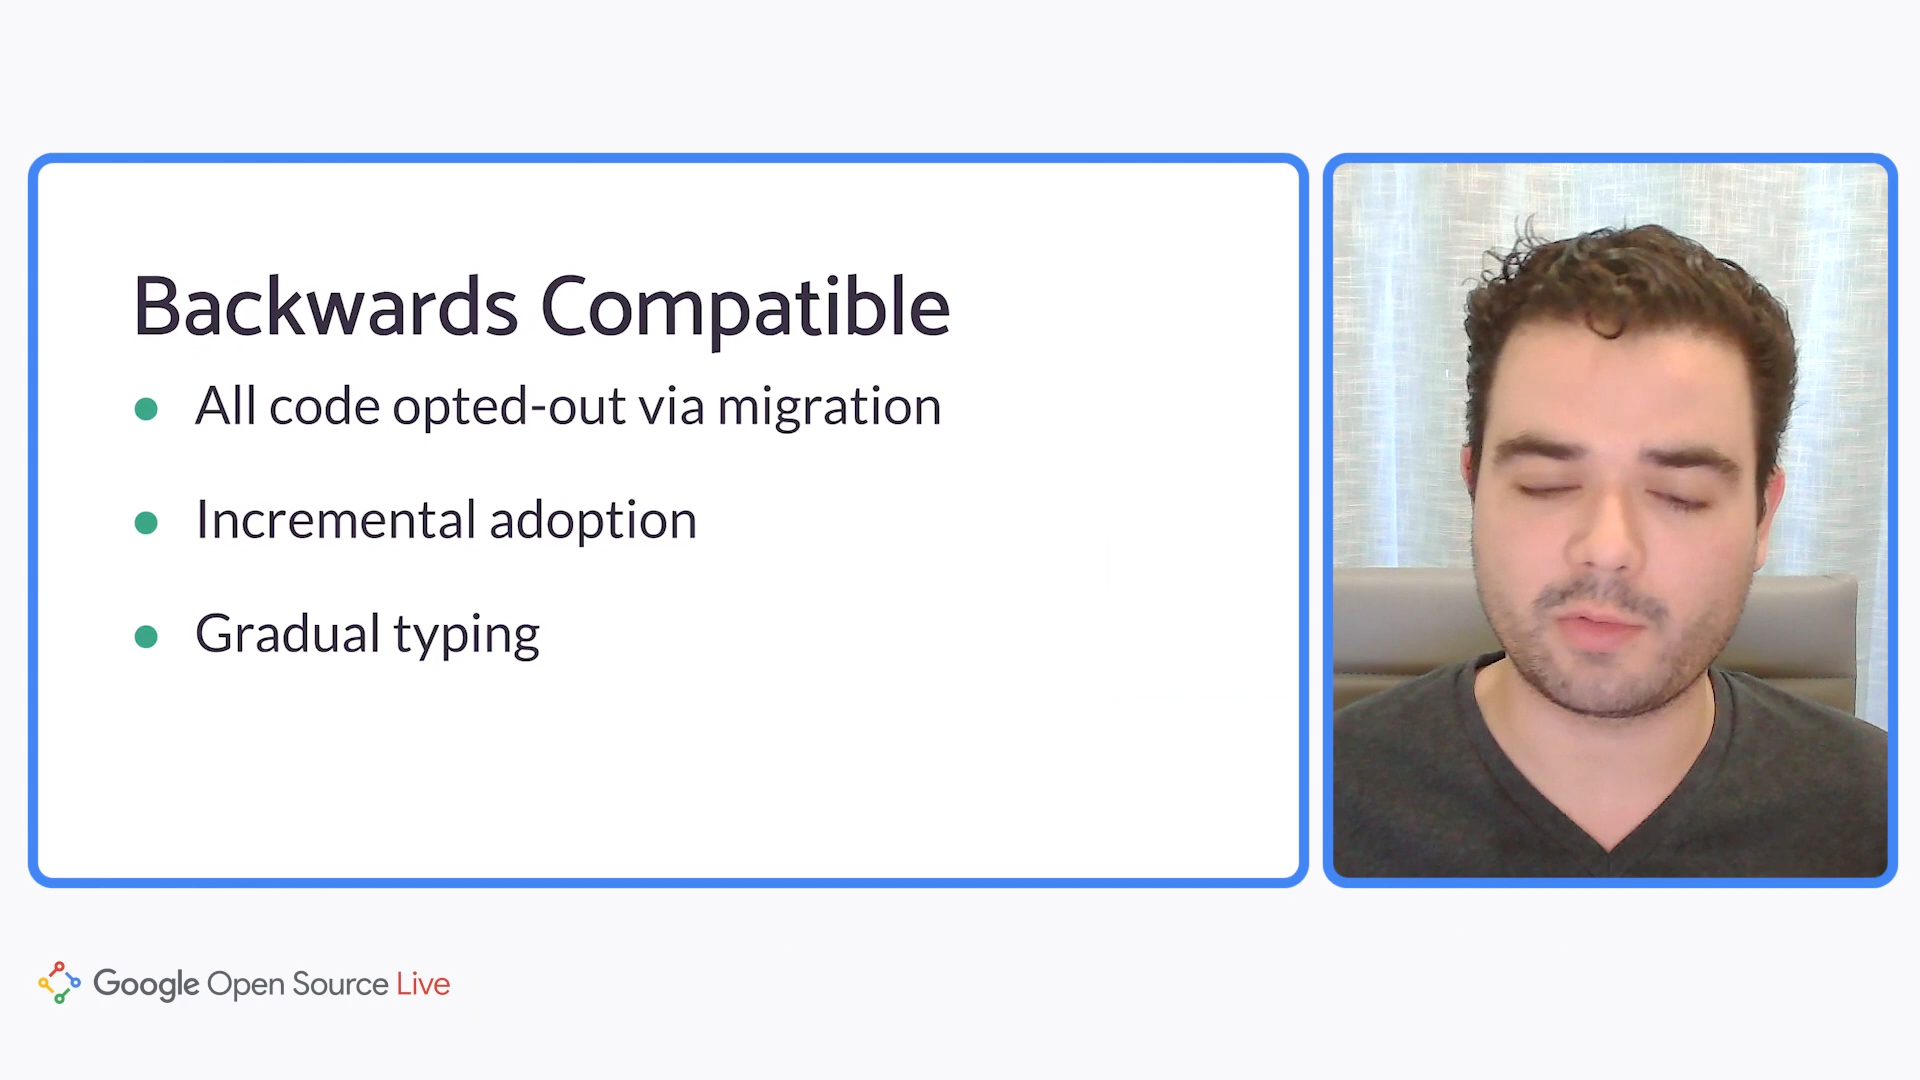 Backwards Compatible
All code opted-out via migration
Incremental adoption
Gradual typing
Google Open Source Live